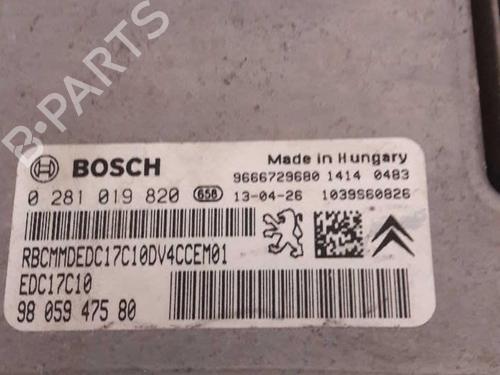 B-PARTS
BOSCH
Made in Hungary
9666729680 1414 0483
0 281 019 820 658 13-04-26 1039S60826
RBCMMDEDC17C10DV4CCEM01
EDC17C10
98 059 475 80